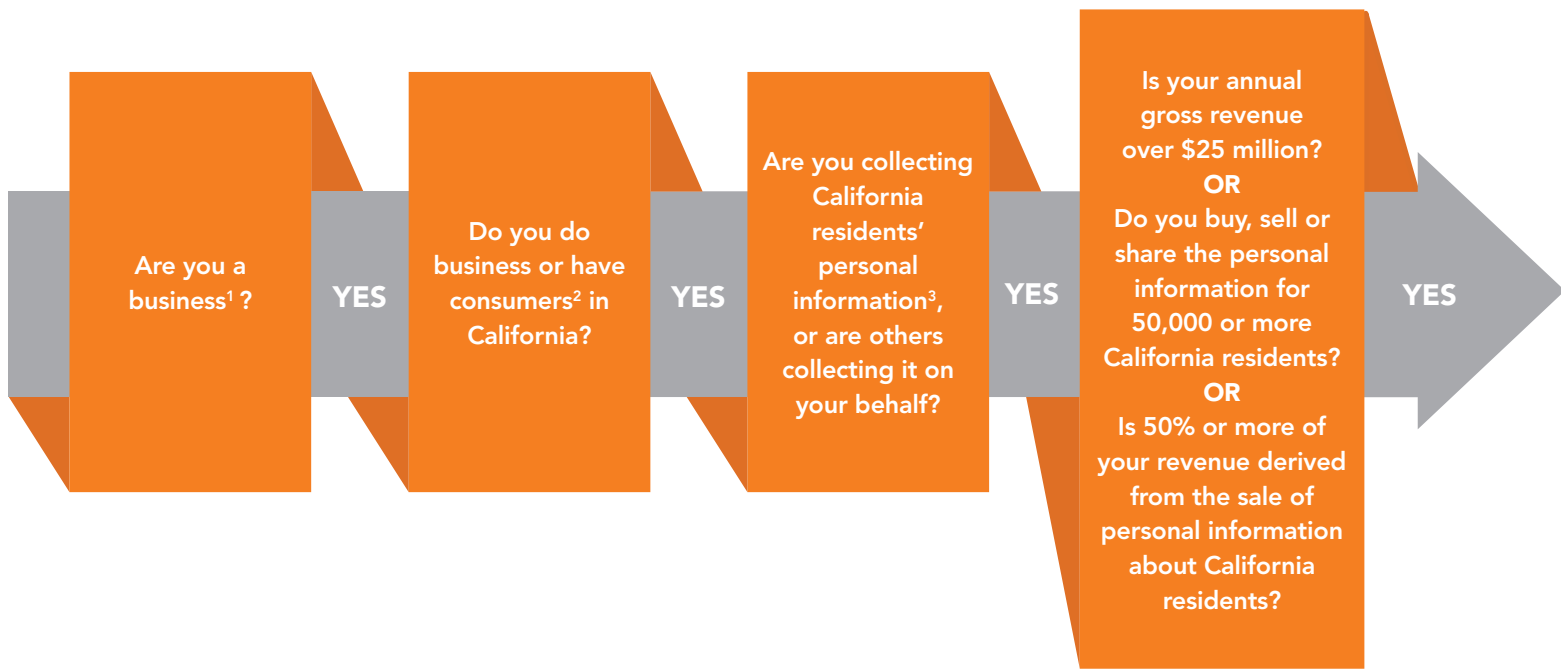 Are you a
business¹ ?
YES
Do you do
business or have
consumers² in
California?
YES
Are you collecting
California
residents’
personal
information³,
or are others
collecting it on
your behalf?
YES
Is your annual
gross revenue
over $25 million?
OR
Do you buy, sell or
share the personal
information for
50,000 or more
California residents?
OR
Is 50% or more of
your revenue derived
from the sale of
personal information
about California
residents?
YES